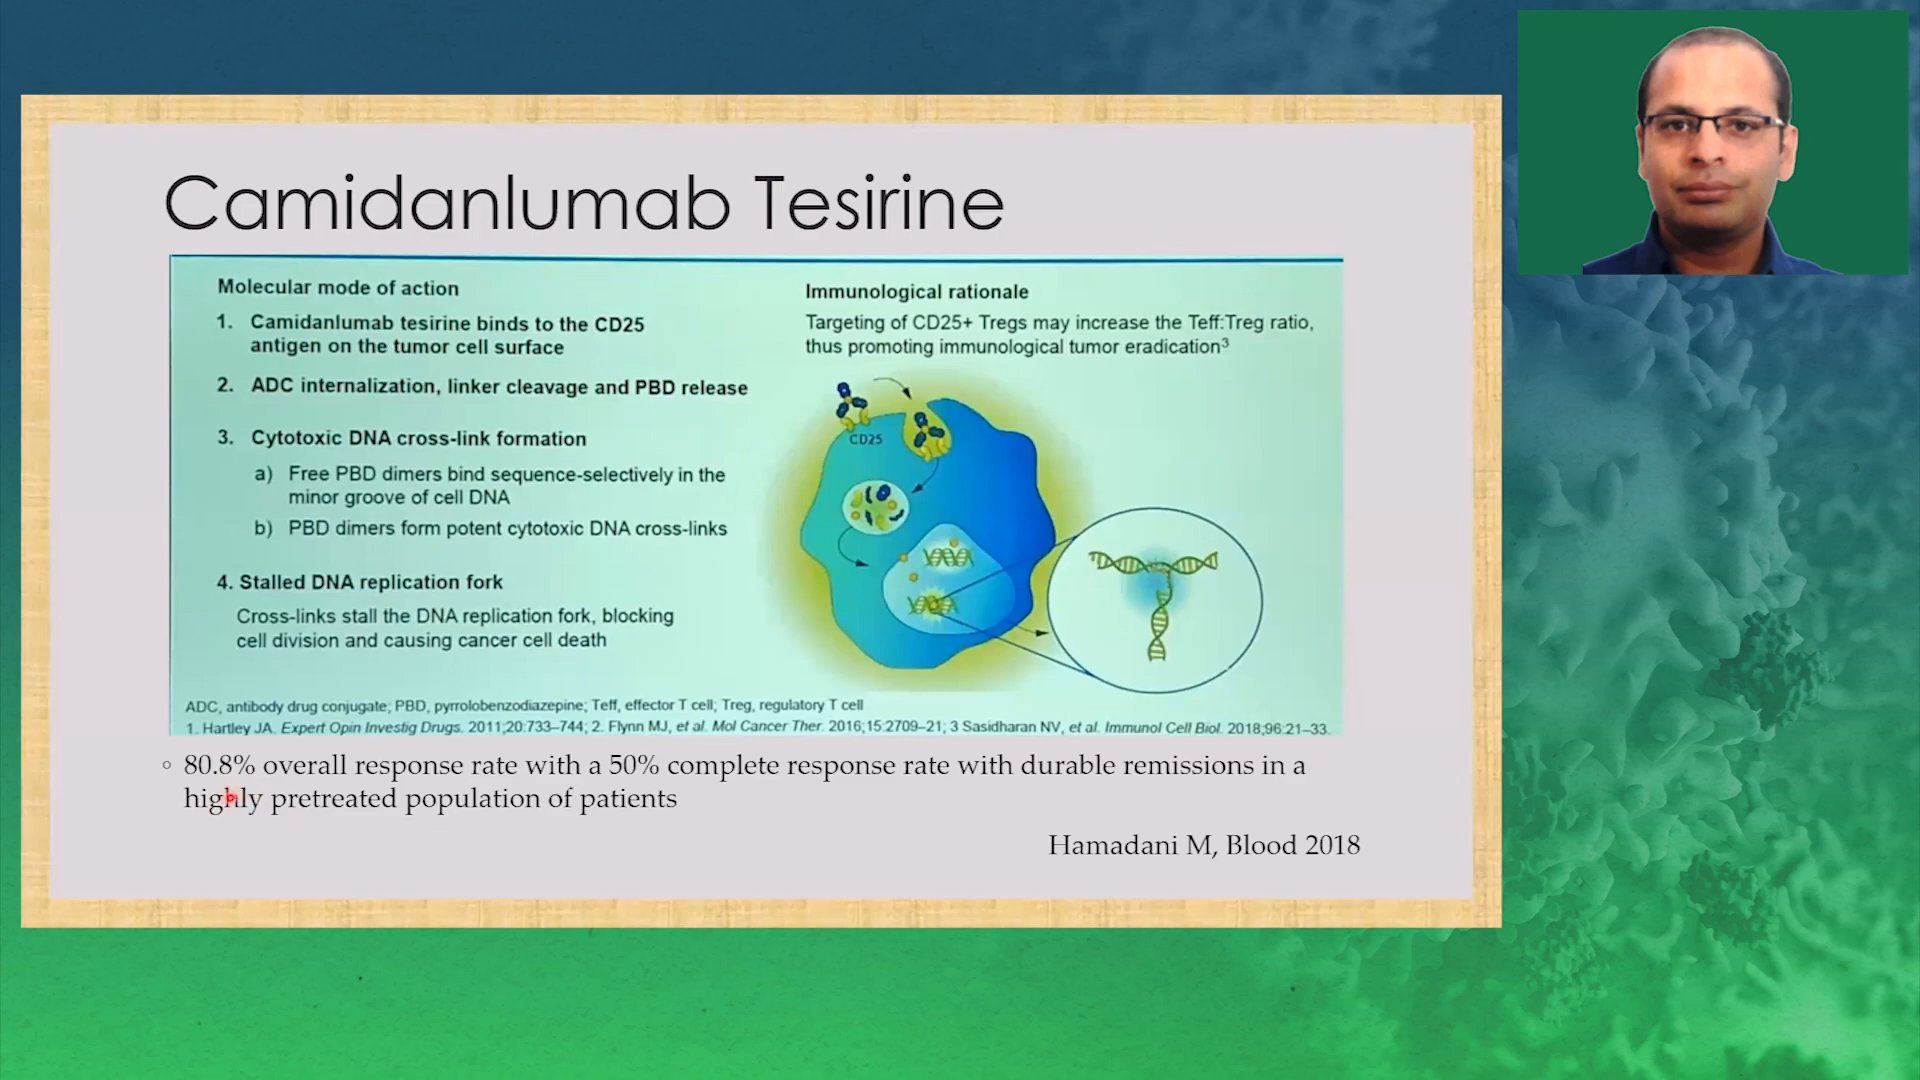 Camidanlumab Tesirine
Molecular mode of action
1. Camidanlumab tesirine binds to the CD25
antigen on the tumor cell surface
2. ADC internalization, linker cleavage and PBD release
3. Cytotoxic DNA cross-link formation
a) Free PBD dimers bind sequence-selectively in the
minor groove of cell DNA
b) PBD dimers form potent cytotoxic DNA cross-links
4. Stalled DNA replication fork
Cross-links stall the DNA replication fork, blocking
cell division and causing cancer cell death
Immunological rationale
Targeting of CD25+ Tregs may increase the Teff:Treg ratio,
thus promoting immunological tumor eradication³
CD25
ADC, antibody drug conjugate; PBD, pyrrolobenzodiazepine; Teff, effector T cell; Treg, regulatory T cell
1. Hartley JA. Expert Opin Investig Drugs. 2011;20:733–744; 2. Flynn MJ, et al. Mol Cancer Ther. 2016;15:2709–21; 3 Sasidharan NV, et al. Immunol Cell Biol. 2018;96:21–33.
◦ 80.8% overall response rate with a 50% complete response rate with durable remissions in a
highly pretreated population of patients
Hamadani M, Blood 2018